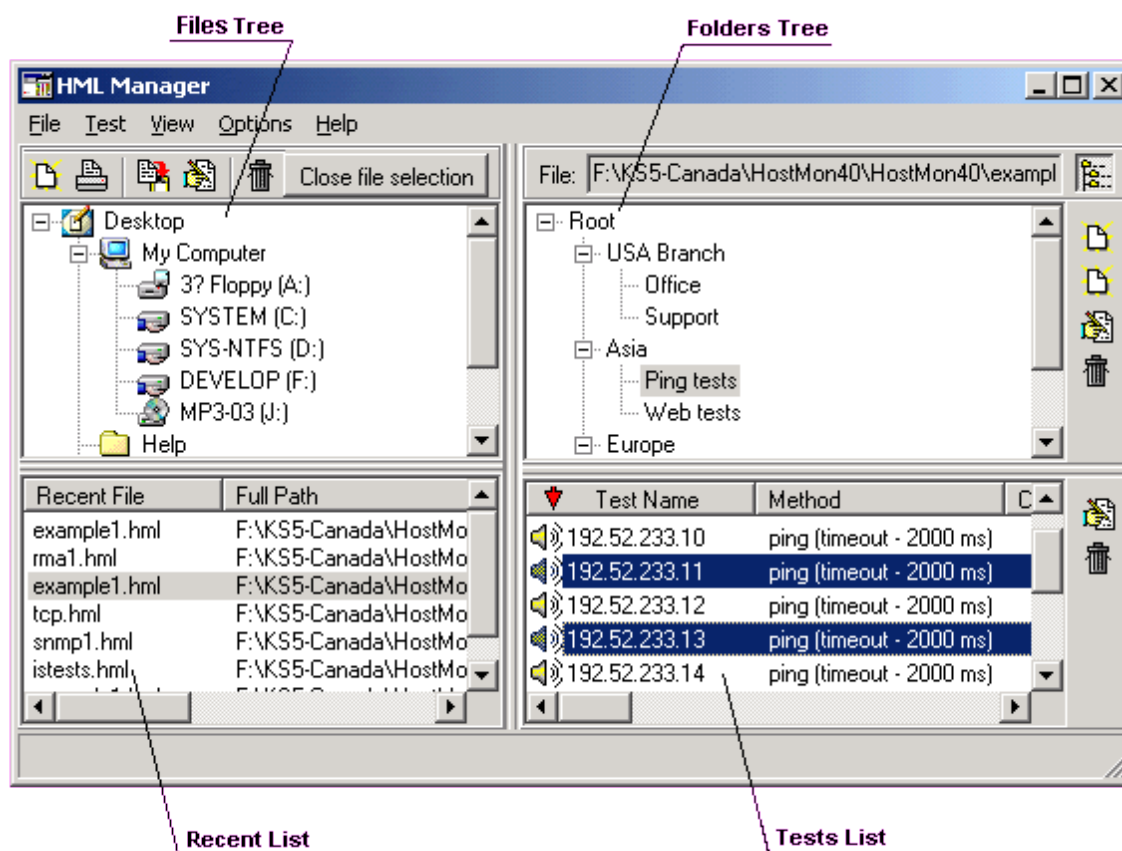 Files Tree
Folders Tree
HML Manager
File Test View Options Help
Close file selection
File: F:\KS5-Canada\HostMon40\HostMon40\exampl
Desktop
My Computer
3? Floppy (A:)
SYSTEM (C:)
SYS-NTFS (D:)
DEVELOP (F:)
MP3-03 (J:)
Help
Root
USA Branch
Office
Support
Asia
Ping tests
Web tests
Europe
Recent File Full Path
example1.hml F:\KS5-Canada\HostMo
rma1.hml F:\KS5-Canada\HostMo
example1.hml F:\KS5-Canada\HostMo
tcp.hml F:\KS5-Canada\HostMo
snmp1.hml F:\KS5-Canada\HostMo
istests.hml F:\KS5-Canada\HostMo
Test Name Method C
192.52.233.10 ping (timeout - 2000 ms)
192.52.233.11 ping (timeout - 2000 ms)
192.52.233.12 ping (timeout - 2000 ms)
192.52.233.13 ping (timeout - 2000 ms)
192.52.233.14 ping (timeout - 2000 ms)
Recent List
Tests List